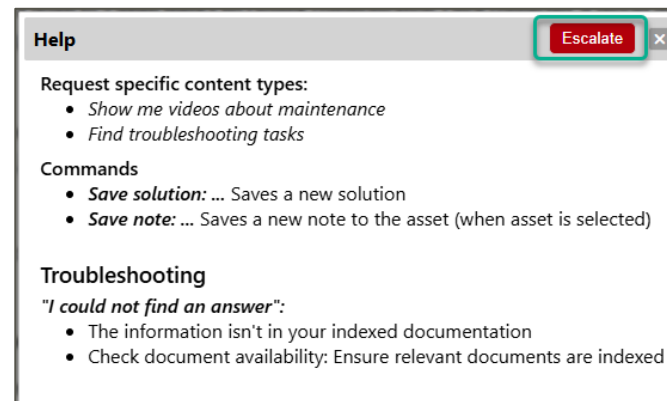 Help
Escalate
×
Request specific content types:
• Show me videos about maintenance
• Find troubleshooting tasks
Commands
• Save solution: ... Saves a new solution
• Save note: ... Saves a new note to the asset (when asset is selected)
Troubleshooting
"I could not find an answer":
• The information isn't in your indexed documentation
• Check document availability: Ensure relevant documents are indexed